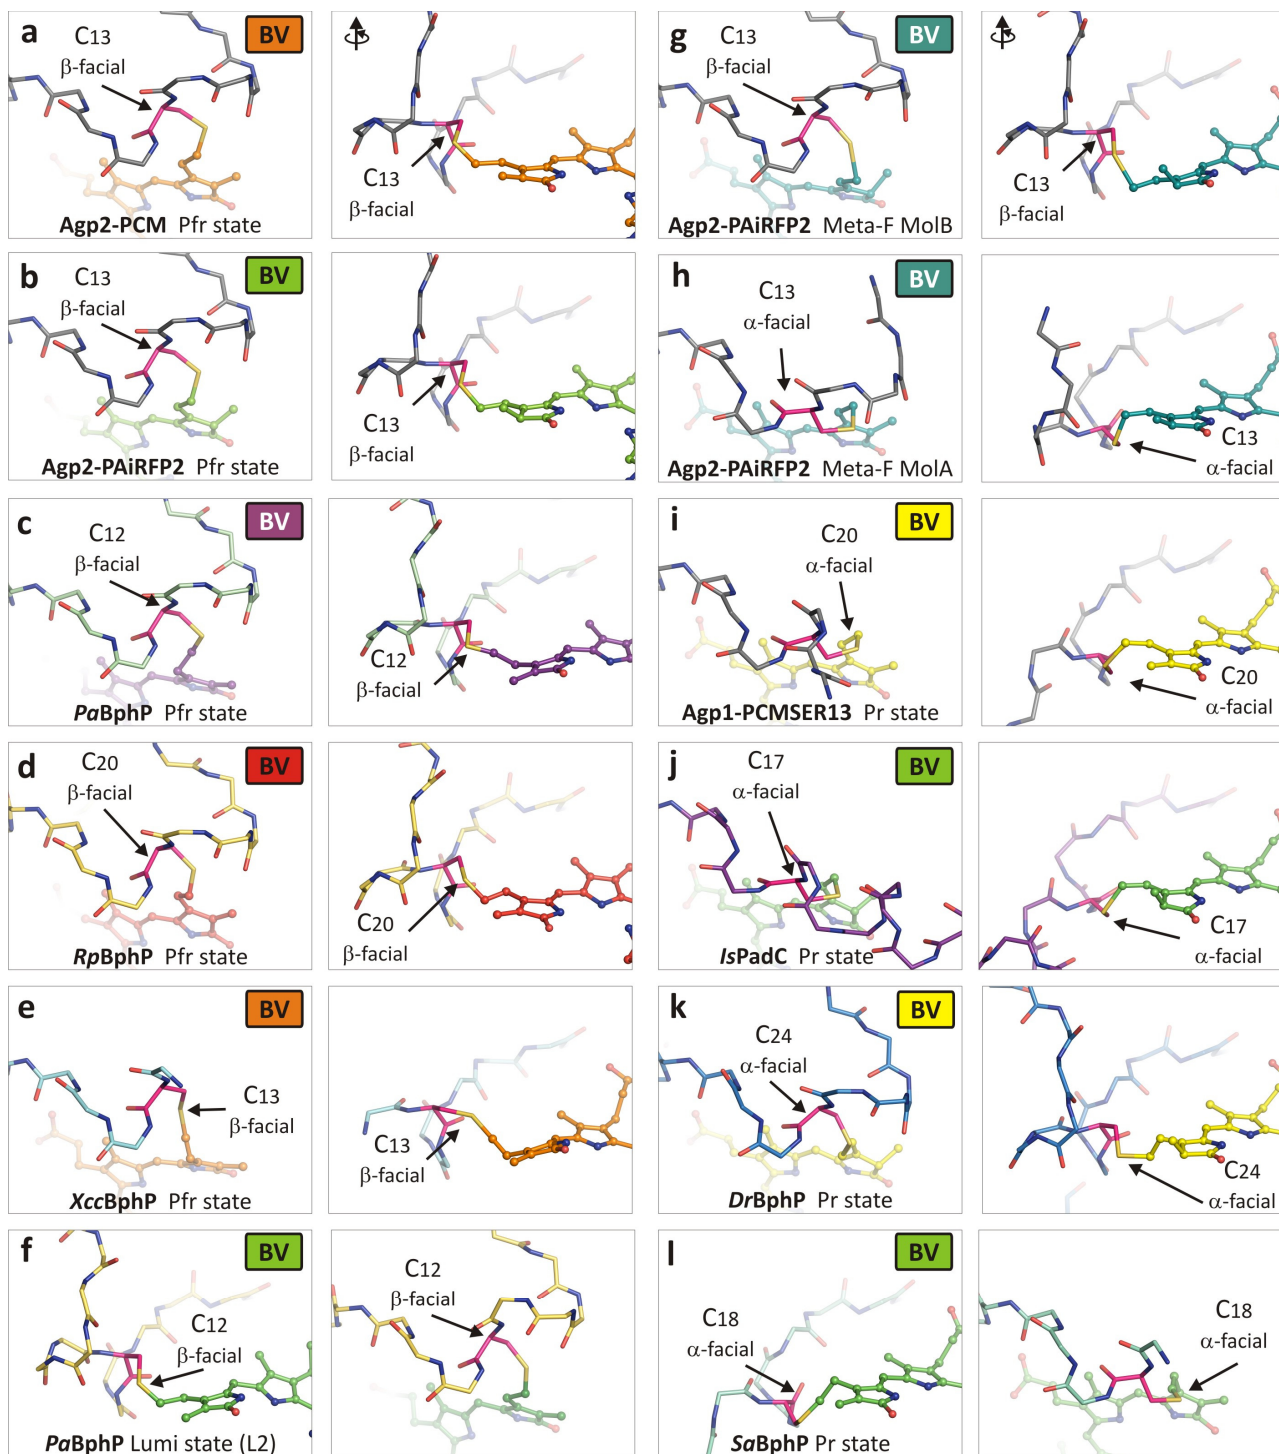 a
C13
β-facial
BV
Agp2-PCM Pfr state
C13
β-facial
b
C13
β-facial
BV
Agp2-PAiRFP2 Pfr state
C13
β-facial
c
C12
β-facial
BV
PaBphP Pfr state
C12
β-facial
d
C20
β-facial
BV
RpBphP Pfr state
C20
β-facial
e
BV
C13
β-facial
XccBphP Pfr state
C13
β-facial
f
BV
C12
β-facial
PaBphP Lumi state (L2)
C12
β-facial
g
C13
β-facial
BV
Agp2-PAiRFP2 Meta-F MolB
C13
β-facial
h
C13
α-facial
BV
Agp2-PAiRFP2 Meta-F MolA
C13
α-facial
i
C20
α-facial
BV
Agp1-PCMSER13 Pr state
C20
α-facial
j
C17
α-facial
BV
IsPadC Pr state
C17
α-facial
k
C24
α-facial
BV
DrBphP Pr state
C24
α-facial
l
BV
C18
α-facial
SaBphP Pr state
C18
α-facial